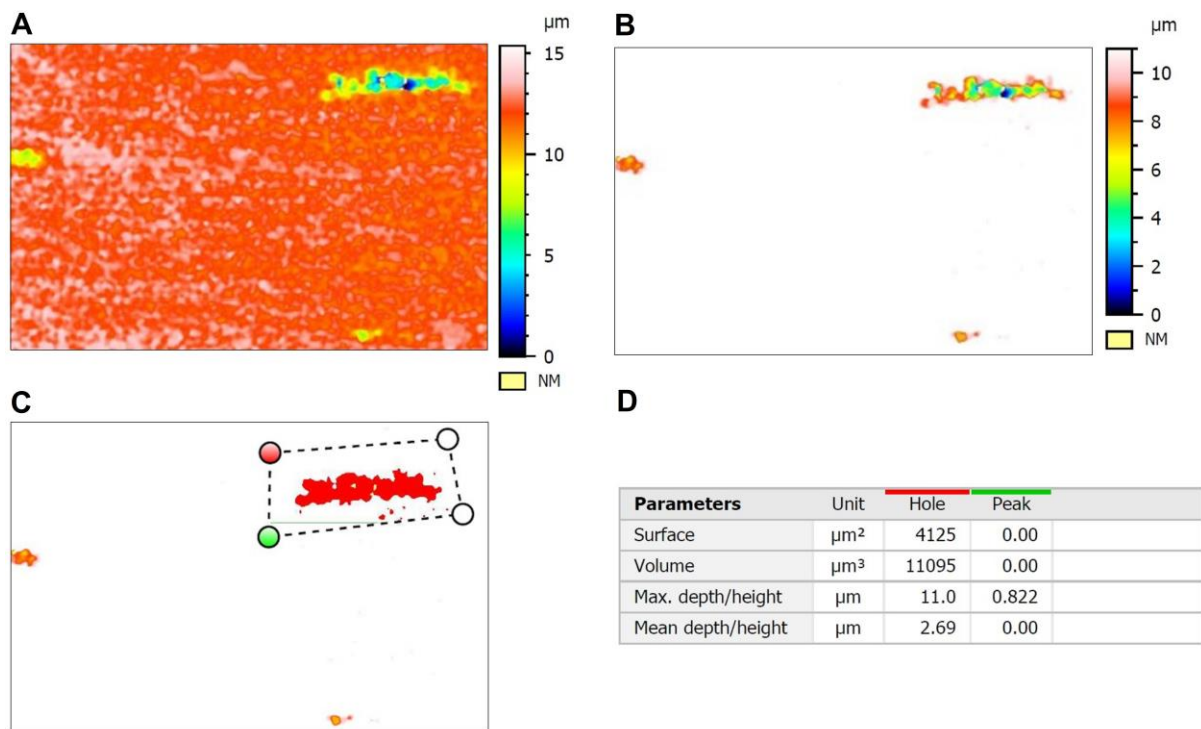 A
µm
15
10
5
0
NM
B
µm
10
8
6
4
2
0
NM
C
D
Parameters Unit Hole Peak
Surface µm² 4125 0.00
Volume µm³ 11095 0.00
Max. depth/height µm 11.0 0.822
Mean depth/height µm 2.69 0.00